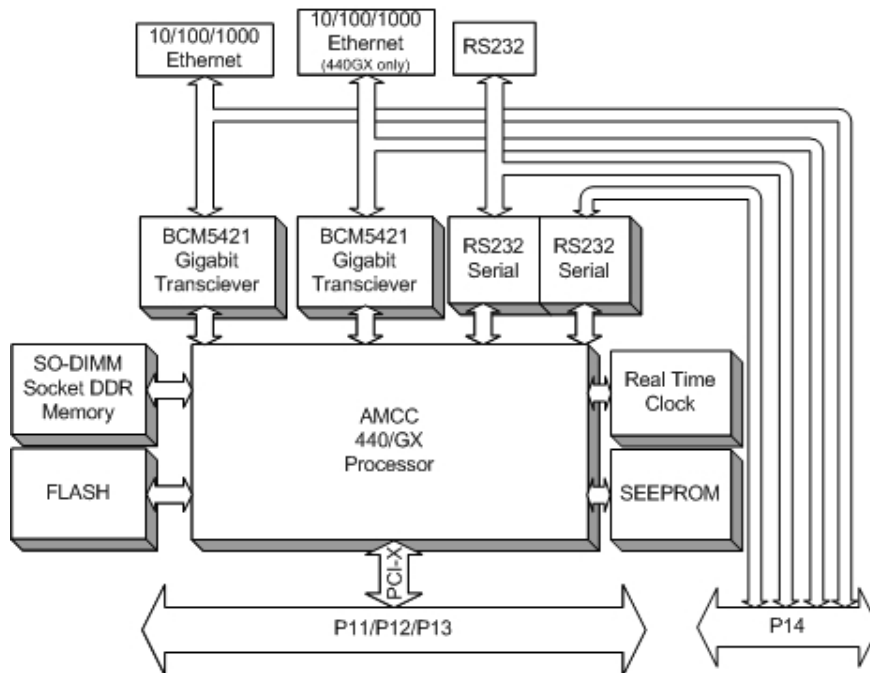 10/100/1000
Ethernet
10/100/1000
Ethernet
(440GX only)
RS232
BCM5421
Gigabit
Transciever
BCM5421
Gigabit
Transciever
RS232
Serial
RS232
Serial
SO-DIMM
Socket DDR
Memory
AMCC
440/GX
Processor
Real Time
Clock
FLASH
SEEPROM
PCI-X
P11/P12/P13
P14